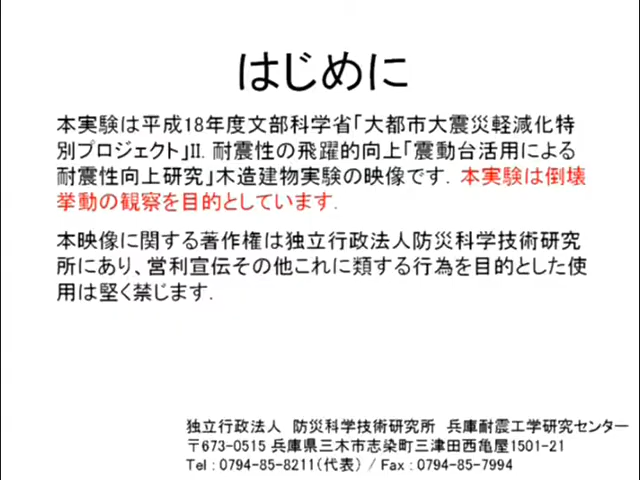 はじめに
本実験は平成18年度文部科学省「大都市大震災軽減化特
別プロジェクト」II. 耐震性の飛躍的向上「震動台活用による
耐震性向上研究」木造建物実験の映像です. 本実験は倒壊
挙動の観察を目的としています.
本映像に関する著作権は独立行政法人防災科学技術研究
所にあり、営利宣伝その他これに類する行為を目的とした使
用は堅く禁じます.
独立行政法人 防災科学技術研究所 兵庫耐震工学研究センター
〒673-0515 兵庫県三木市志染町三津田西亀屋1501-21
Tel : 0794-85-8211(代表) / Fax : 0794-85-7994